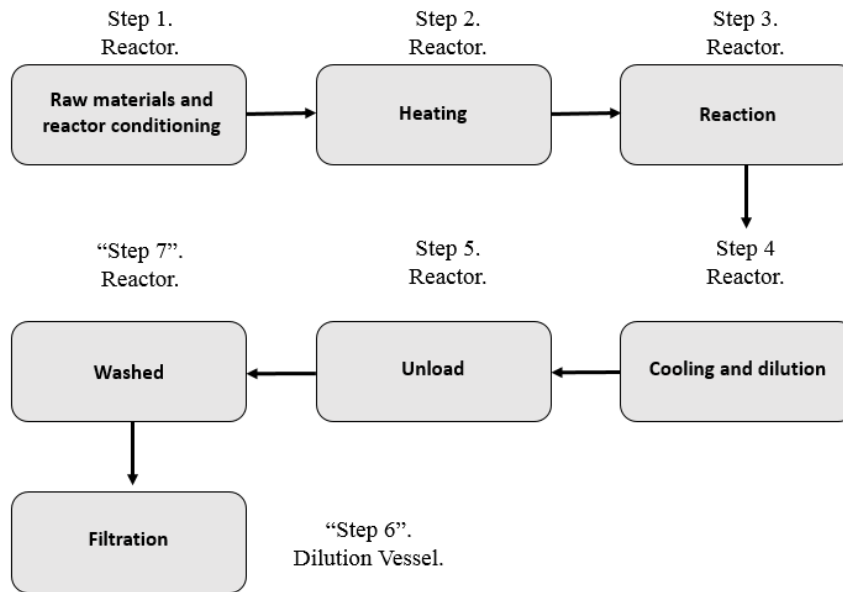 Step 1.
Reactor.
Raw materials and
reactor conditioning
Step 2.
Reactor.
Heating
Step 3.
Reactor.
Reaction
Step 4
Reactor.
Cooling and dilution
Step 5.
Reactor.
Unload
“Step 7”.
Reactor.
Washed
Filtration
“Step 6”.
Dilution Vessel.